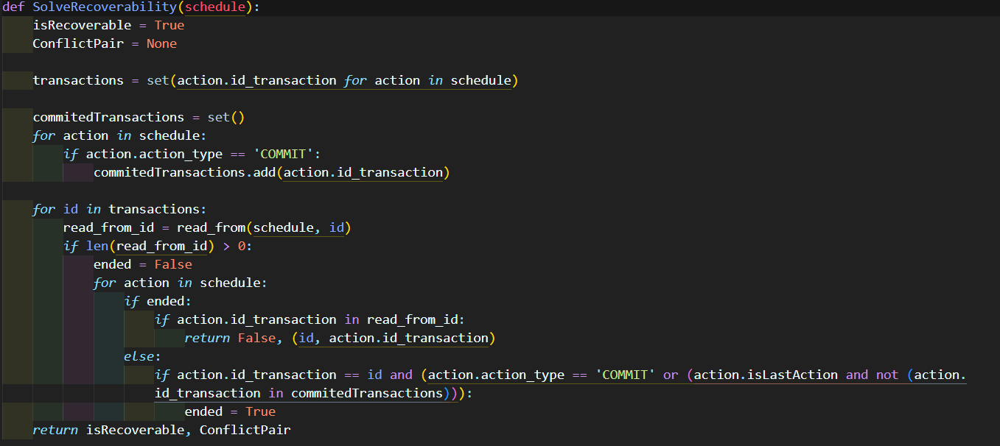 def SolveRecoverability(schedule):
    isRecoverable = True
    ConflictPair = None

    transactions = set(action.id_transaction for action in schedule)

    commitedTransactions = set()
    for action in schedule:
        if action.action_type == 'COMMIT':
            commitedTransactions.add(action.id_transaction)

    for id in transactions:
        read_from_id = read_from(schedule, id)
        if len(read_from_id) > 0:
            ended = False
            for action in schedule:
                if ended:
                    if action.id_transaction in read_from_id:
                        return False, (id, action.id_transaction)
                else:
                    if action.id_transaction == id and (action.action_type == 'COMMIT' or (action.isLastAction and not (action.
                    id_transaction in commitedTransactions))):
                        ended = True
    return isRecoverable, ConflictPair